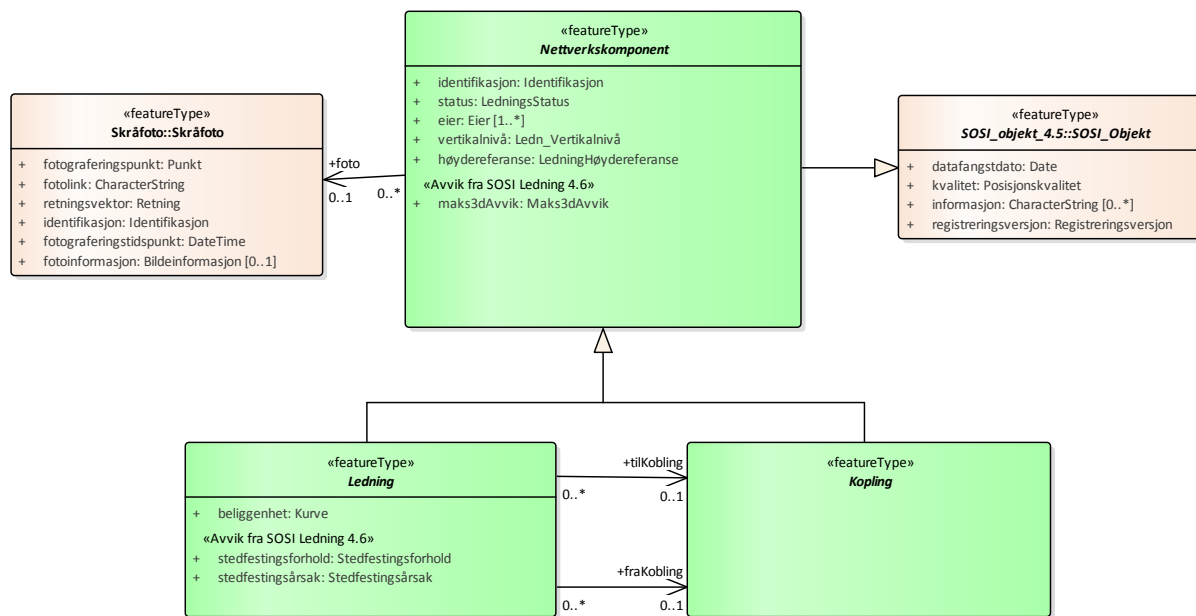 «featureType»
Nettverkskomponent
+ identifikasjon: Identifikasjon
+ status: LedningsStatus
+ eier: Eier [1..*]
+ vertikalnivå: Ledn_Vertikalnivå
+ høydereferanse: LedningHøydereferanse
«Avvik fra SOSI Ledning 4.6»
+ maks3dAvvik: Maks3dAvvik
«featureType»
Skråfoto::Skråfoto
+ fotograferingspunkt: Punkt
+ fotolink: CharacterString
+ retningsvektor: Retning
+ identifikasjon: Identifikasjon
+ fotograferingstidspunkt: DateTime
+ fotoinformasjon: Bildeinformasjon [0..1]
+foto
0..1
0..*
«featureType»
SOSI_objekt_4.5::SOSI_Objekt
+ datafangstdato: Date
+ kvalitet: Posisjonskvalitet
+ informasjon: CharacterString [0..*]
+ registreringsversjon: Registreringsversjon
«featureType»
Ledning
+ beliggenhet: Kurve
«Avvik fra SOSI Ledning 4.6»
+ stedfestingsforhold: Stedfestingsforhold
+ stedfestingsårsak: Stedfestingsårsak
+tilKobling
0..*
0..1
+fraKobling
0..*
0..1
«featureType»
Kopling